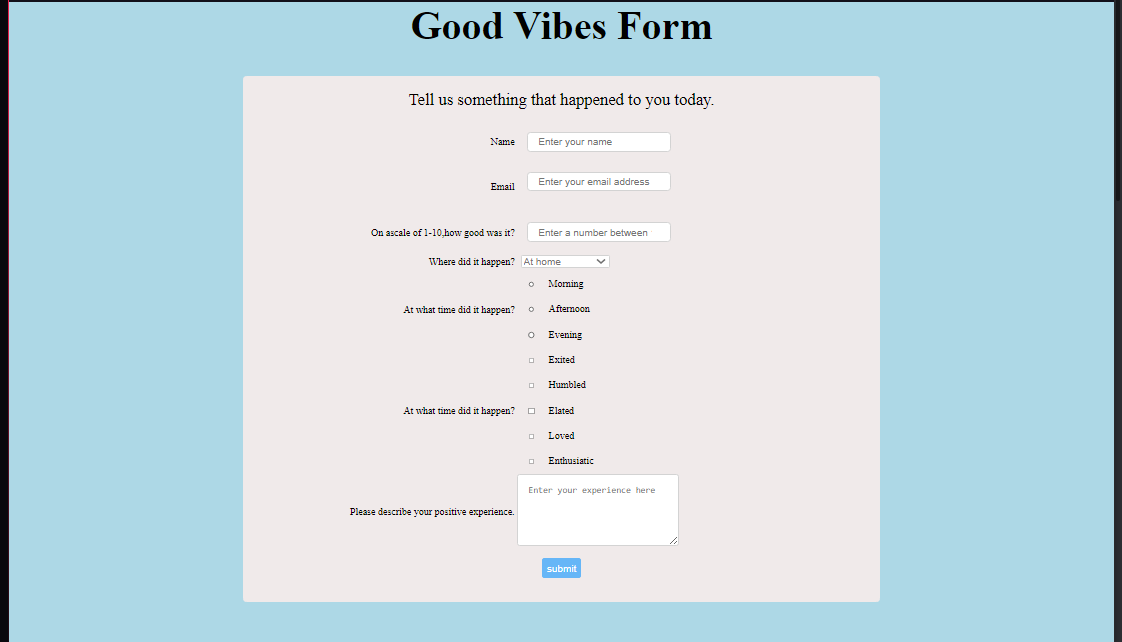 Good Vibes Form
Tell us something that happened to you today.
Name Enter your name
Email Enter your email address
On ascale of 1-10,how good was it? Enter a number between
Where did it happen? At home
Morning
At what time did it happen? Afternoon
Evening
Exited
Humbled
At what time did it happen? Elated
Loved
Enthusiatic
Enter your experience here
Please describe your positive experience.
submit